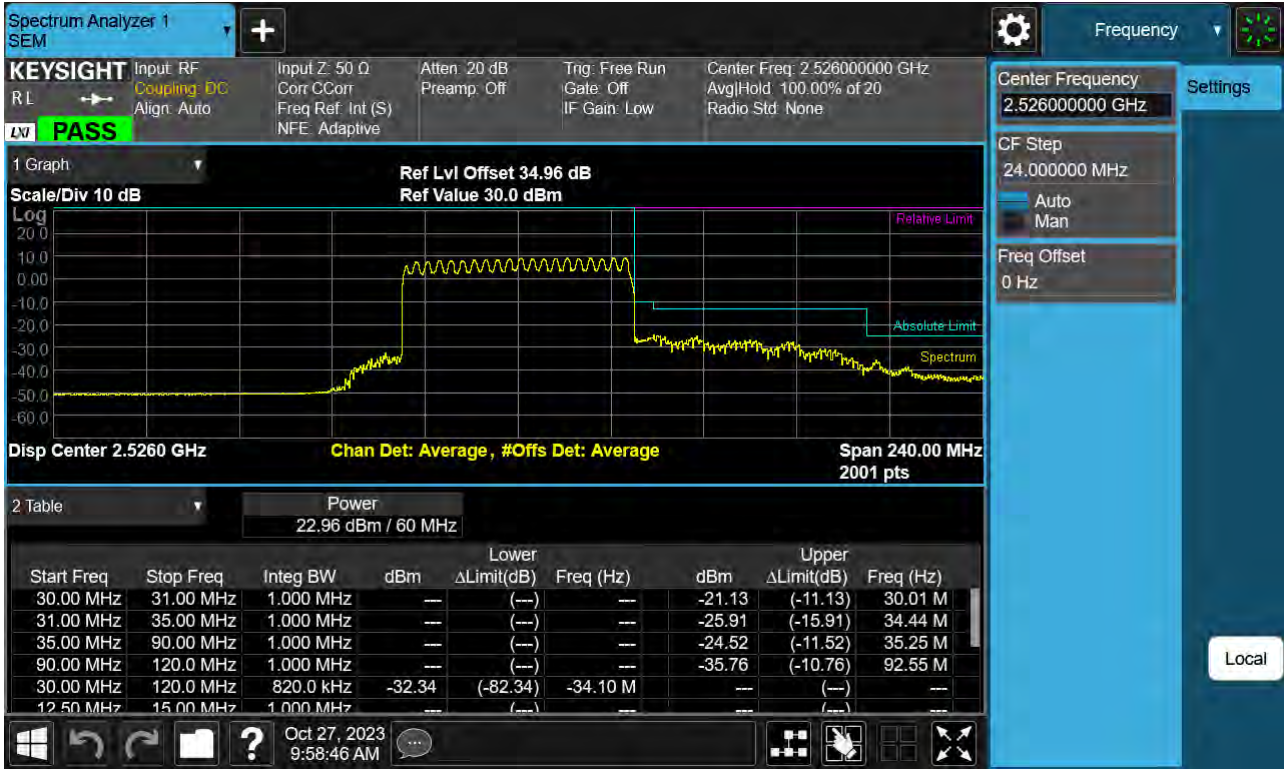 Spectrum Analyzer 1
SEM
+
Frequency
KEYSIGHT
R L
LXI
PASS
Input: RF
Coupling: DC
Align: Auto
Input Z: 50 Ω
Corr CCorr
Freq Ref: Int (S)
NFE: Adaptive
Atten: 20 dB
Preamp: Off
Trig: Free Run
Gate: Off
IF Gain: Low
Center Freq: 2.526000000 GHz
Avg|Hold: 100.00% of 20
Radio Std: None
Center Frequency
2.526000000 GHz
Settings
CF Step
24.000000 MHz
Auto
Man
Freq Offset
0 Hz
Local
1 Graph
Scale/Div 10 dB
Ref Lvl Offset 34.96 dB
Ref Value 30.0 dBm
Log
20.0
10.0
0.00
-10.0
-20.0
-30.0
-40.0
-50.0
-60.0
Relative Limit
Absolute Limit
Spectrum
Disp Center 2.5260 GHz
Chan Det: Average, #Offs Det: Average
Span 240.00 MHz
2001 pts
2 Table
Power
22.96 dBm / 60 MHz
Lower Upper
Start Freq Stop Freq Integ BW dBm ΔLimit(dB) Freq (Hz) dBm ΔLimit(dB) Freq (Hz)
30.00 MHz 31.00 MHz 1.000 MHz --- (---) --- -21.13 (-11.13) 30.01 M
31.00 MHz 35.00 MHz 1.000 MHz --- (---) --- -25.91 (-15.91) 34.44 M
35.00 MHz 90.00 MHz 1.000 MHz --- (---) --- -24.52 (-11.52) 35.25 M
90.00 MHz 120.0 MHz 1.000 MHz --- (---) --- -35.76 (-10.76) 92.55 M
30.00 MHz 120.0 MHz 820.0 kHz -32.34 (-82.34) -34.10 M --- (---) ---
12.50 MHz 15.00 MHz 1.000 MHz --- (---) --- --- (---) ---
?
Oct 27, 2023
9:58:46 AM